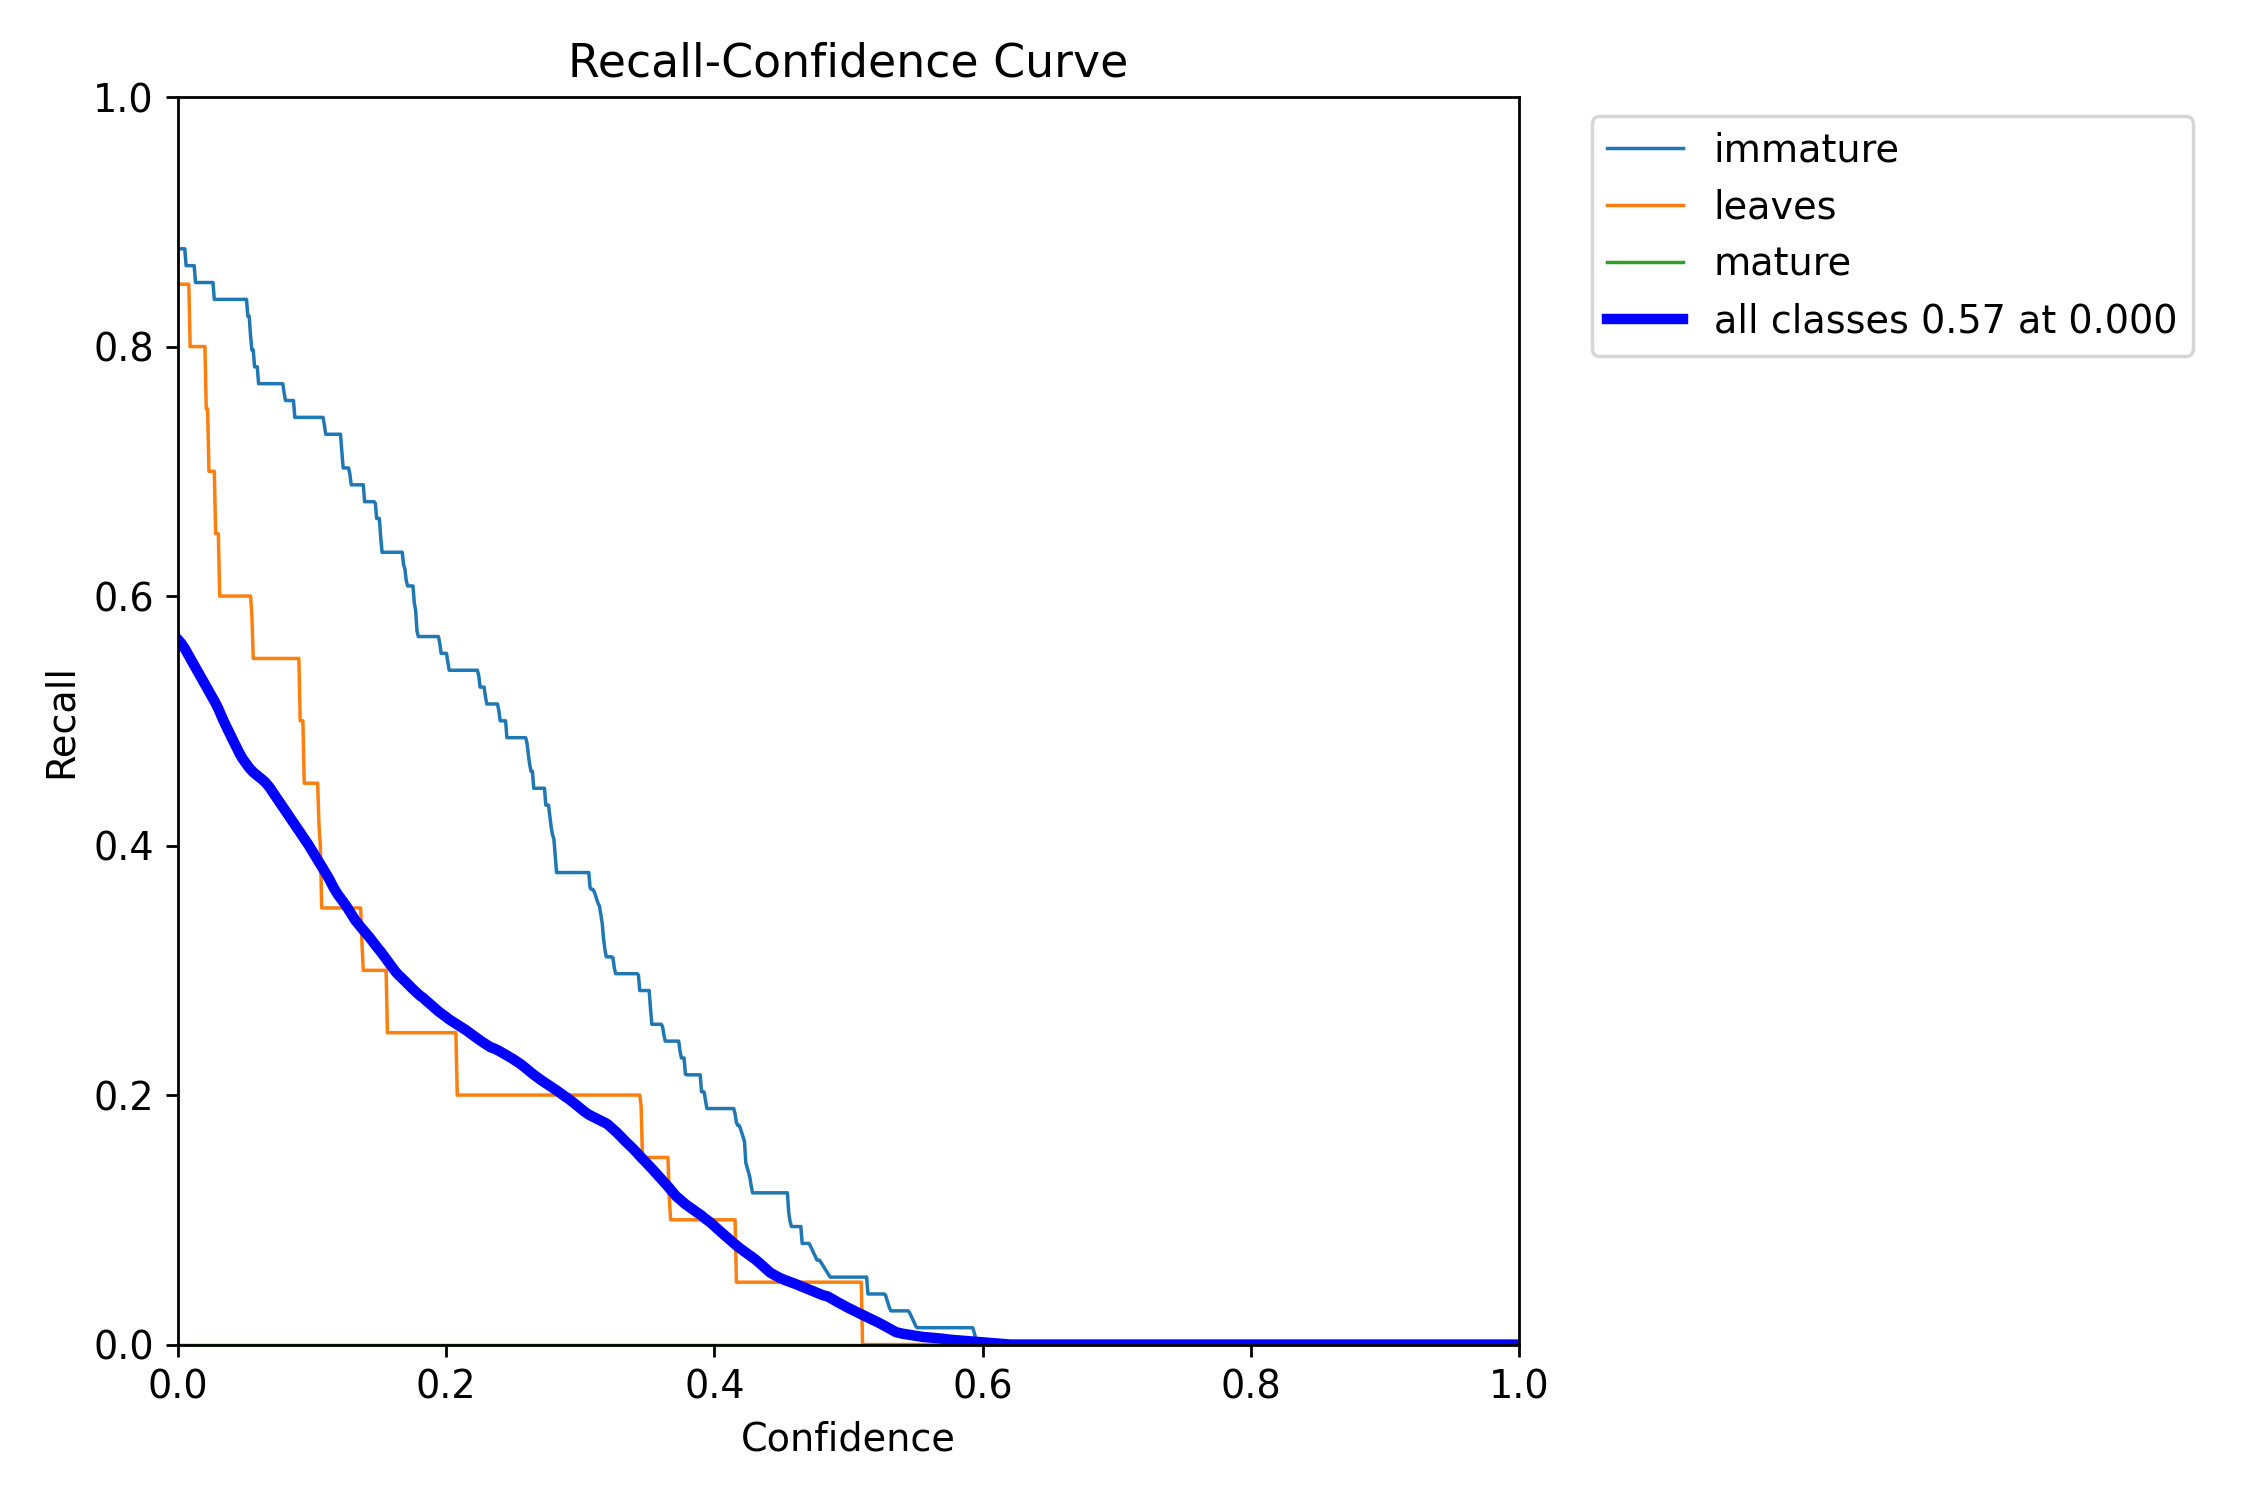 Recall-Confidence Curve
1.0
0.8
0.6
0.4
0.2
0.0
Recall
0.0 0.2 0.4 0.6 0.8 1.0
Confidence
immature
leaves
mature
all classes 0.57 at 0.000